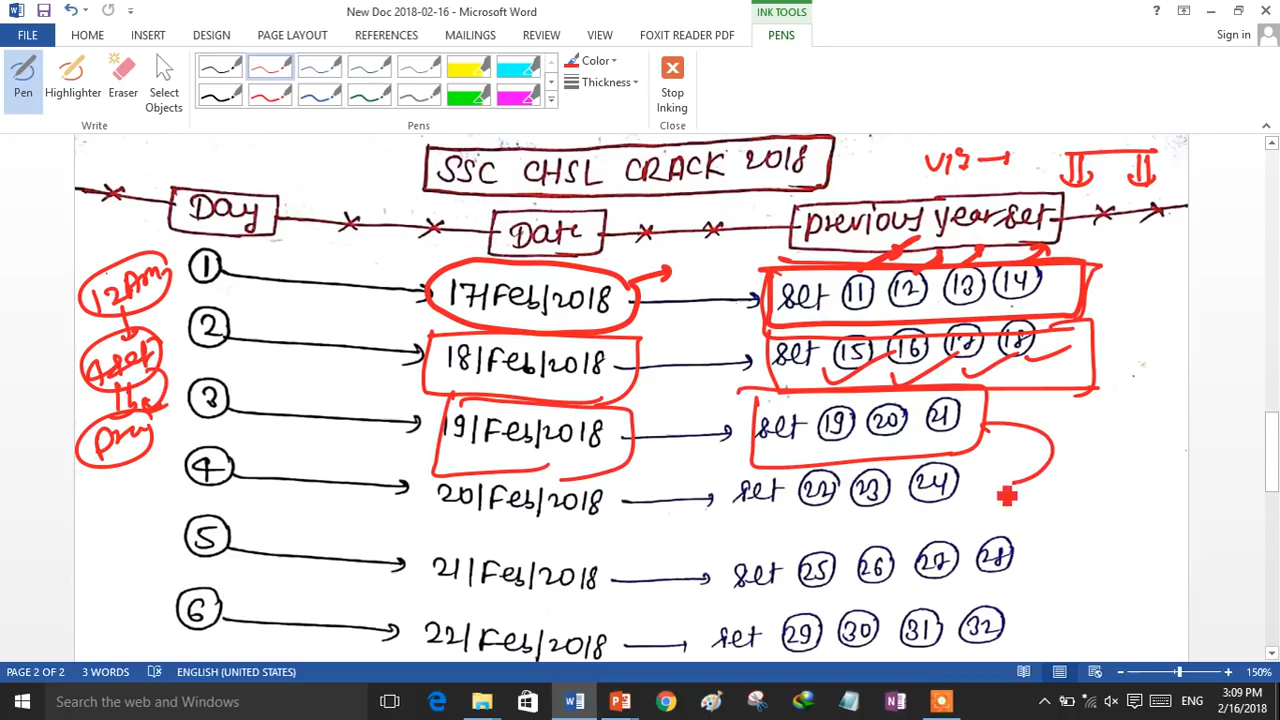 New Doc 2018-02-16 - Microsoft Word
INK TOOLS
FILE HOME INSERT DESIGN PAGE LAYOUT REFERENCES MAILINGS REVIEW VIEW FOXIT READER PDF PENS Sign in
Pen Highlighter Eraser Select Objects
Color
Thickness
Stop Inking
Write Pens Close
SSC CHSL CRACK 2018
Day Date previous year set
12 Am
1 17/Feb/2018 set 11 12 13 14
2 18/Feb/2018 set 15 16 17 18
4 set
3 19/Feb/2018 set 19 20 21
4 20/Feb/2018 set 22 23 24
5 21/Feb/2018 set 25 26 27 28
6 22/Feb/2018 set 29 30 31 32
PAGE 2 OF 2 3 WORDS ENGLISH (UNITED STATES) 150%
Search the web and Windows
ENG
3:09 PM
2/16/2018